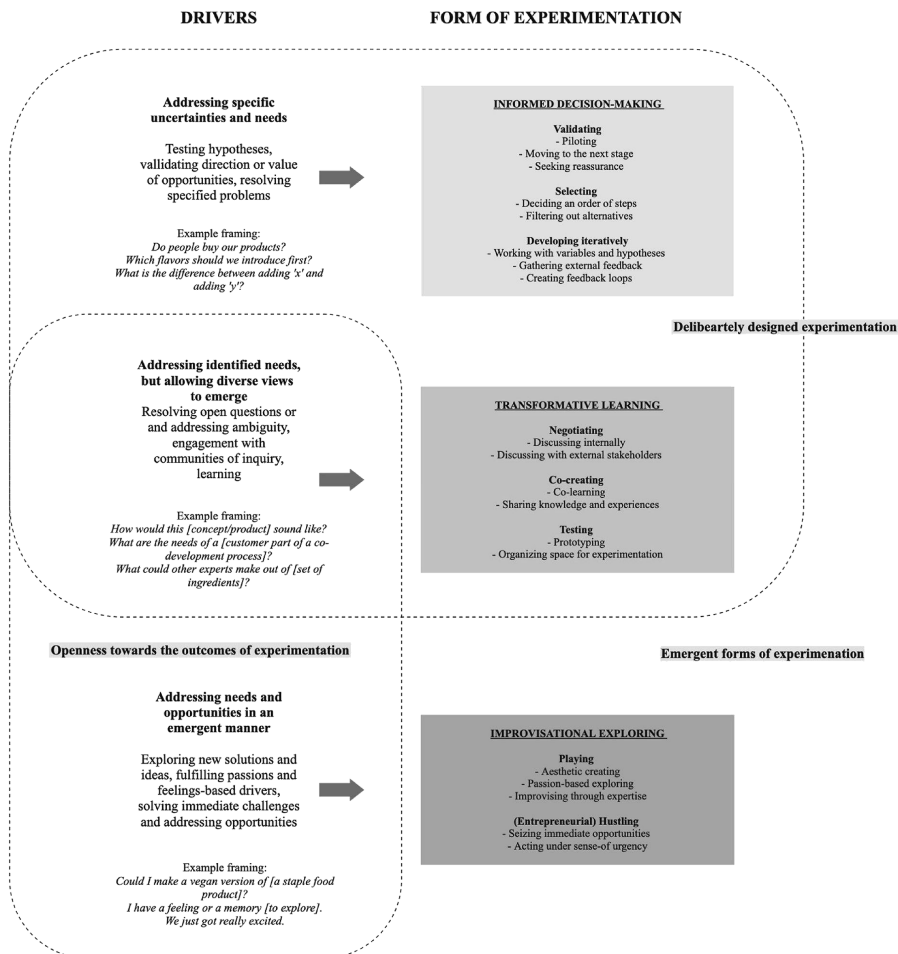 DRIVERS
FORM OF EXPERIMENTATION
Addressing specific
uncertainties and needs
Testing hypotheses,
vallidating direction or value
of opportunities, resolving
specified problems
Example framing:
Do people buy our products?
Which flavors should we introduce first?
What is the difference between adding 'x' and
adding 'y'?
INFORMED DECISION-MAKING
Validating
- Piloting
- Moving to the next stage
- Seeking reassurance
Selecting
- Deciding an order of steps
- Filtering out alternatives
Developing iteratively
- Working with variables and hypotheses
- Gathering external feedback
- Creating feedback loops
Delibeartely designed experimentation
Addressing identified needs,
but allowing diverse views
to emerge
Resolving open questions or
and addressing ambiguity,
engagement with
communities of inquiry,
learning
Example framing:
How would this [concept/product] sound like?
What are the needs of a [customer part of a co-
development process]?
What could other experts make out of [set of
ingredients]?
TRANSFORMATIVE LEARNING
Negotiating
- Discussing internally
- Discussing with external stakeholders
Co-creating
- Co-learning
- Sharing knowledge and experiences
Testing
- Prototyping
- Organizing space for experimentation
Openness towards the outcomes of experimentation
Emergent forms of experimenation
Addressing needs and
opportunities in an
emergent manner
Exploring new solutions and
ideas, fulfilling passions and
feelings-based drivers,
solving immediate challenges
and addressing opportunities
Example framing:
Could I make a vegan version of [a staple food
product]?
I have a feeling or a memory [to explore].
We just got really excited.
IMPROVISATIONAL EXPLORING
Playing
- Aesthetic creating
- Passion-based exploring
- Improvising through expertise
(Entrepreneurial) Hustling
- Seizing immediate opportunities
- Acting under sense-of urgency